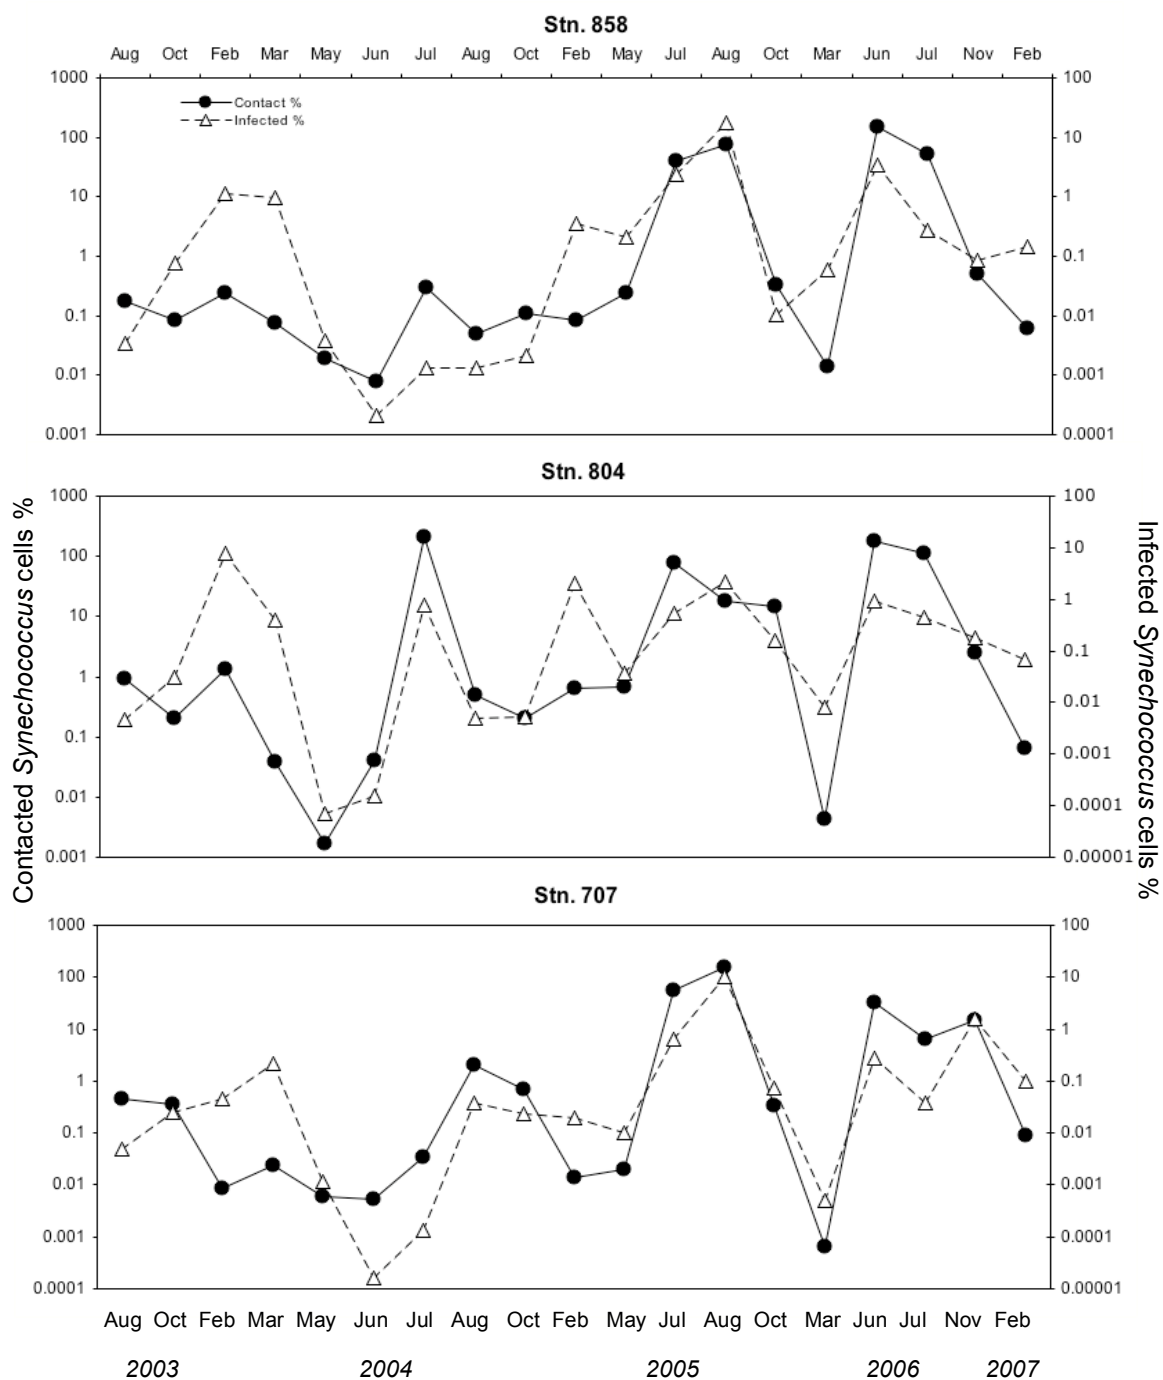 Stn. 858
Aug Oct Feb Mar May Jun Jul Aug Oct Feb May Jul Aug Oct Mar Jun Jul Nov Feb
1000 100
Contact %
Infected %
100 10
10 1
1 0.1
0.1 0.01
0.01 0.001
0.001 0.0001
Contacted Synechococcus cells %
Infected Synechococcus cells %
Stn. 804
1000 100
100 10
10 1
1 0.1
0.1 0.01
0.01 0.001
0.001 0.0001
0.00001
Stn. 707
1000 100
100 10
10 1
1 0.1
0.1 0.01
0.01 0.001
0.001 0.0001
0.0001 0.00001
Aug Oct Feb Mar May Jun Jul Aug Oct Feb May Jul Aug Oct Mar Jun Jul Nov Feb
2003 2004 2005 2006 2007